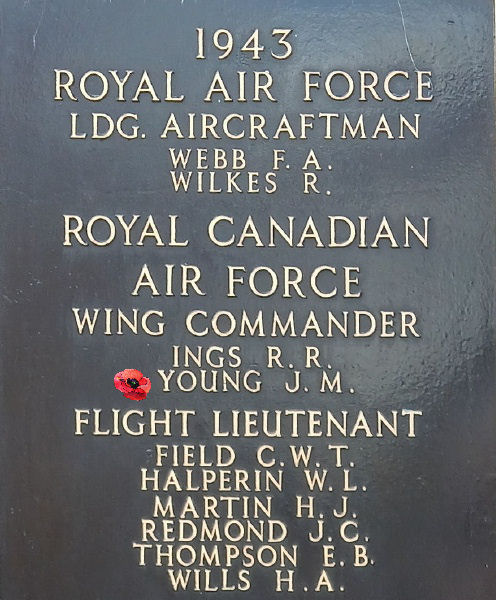 1943
ROYAL AIR FORCE
LDG. AIRCRAFTMAN
WEBB F. A.
WILKES R.
ROYAL CANADIAN
AIR FORCE
WING COMMANDER
INGS R. R.
YOUNG J. M.
FLIGHT LIEUTENANT
FIELD C. W. T.
HALPERIN W. L.
MARTIN H. J.
REDMOND J. C.
THOMPSON E. B.
WILLS H. A.